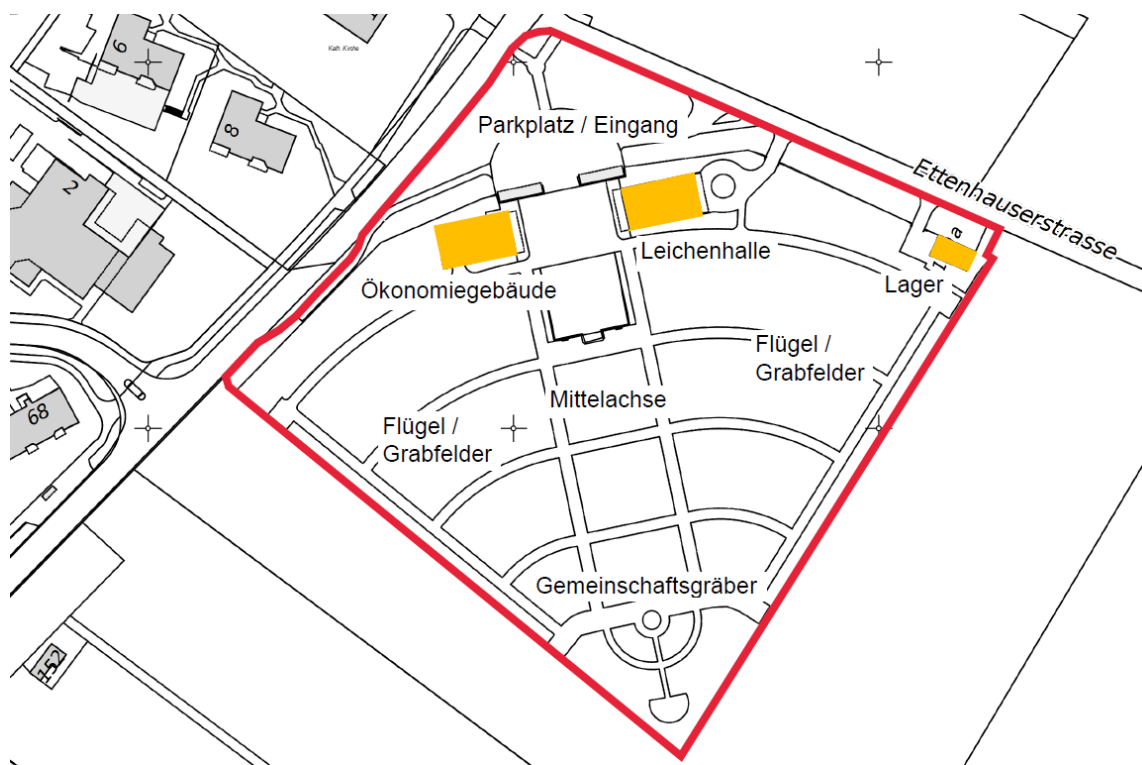 Kath. Kirche
6
8
2
Parkplatz / Eingang
Ettenhauserstrasse
a
Leichenhalle
Ökonomiegebäude
Lager
Flügel /
Grabfelder
Mittelachse
Flügel /
Grabfelder
68
Gemeinschaftsgräber
152